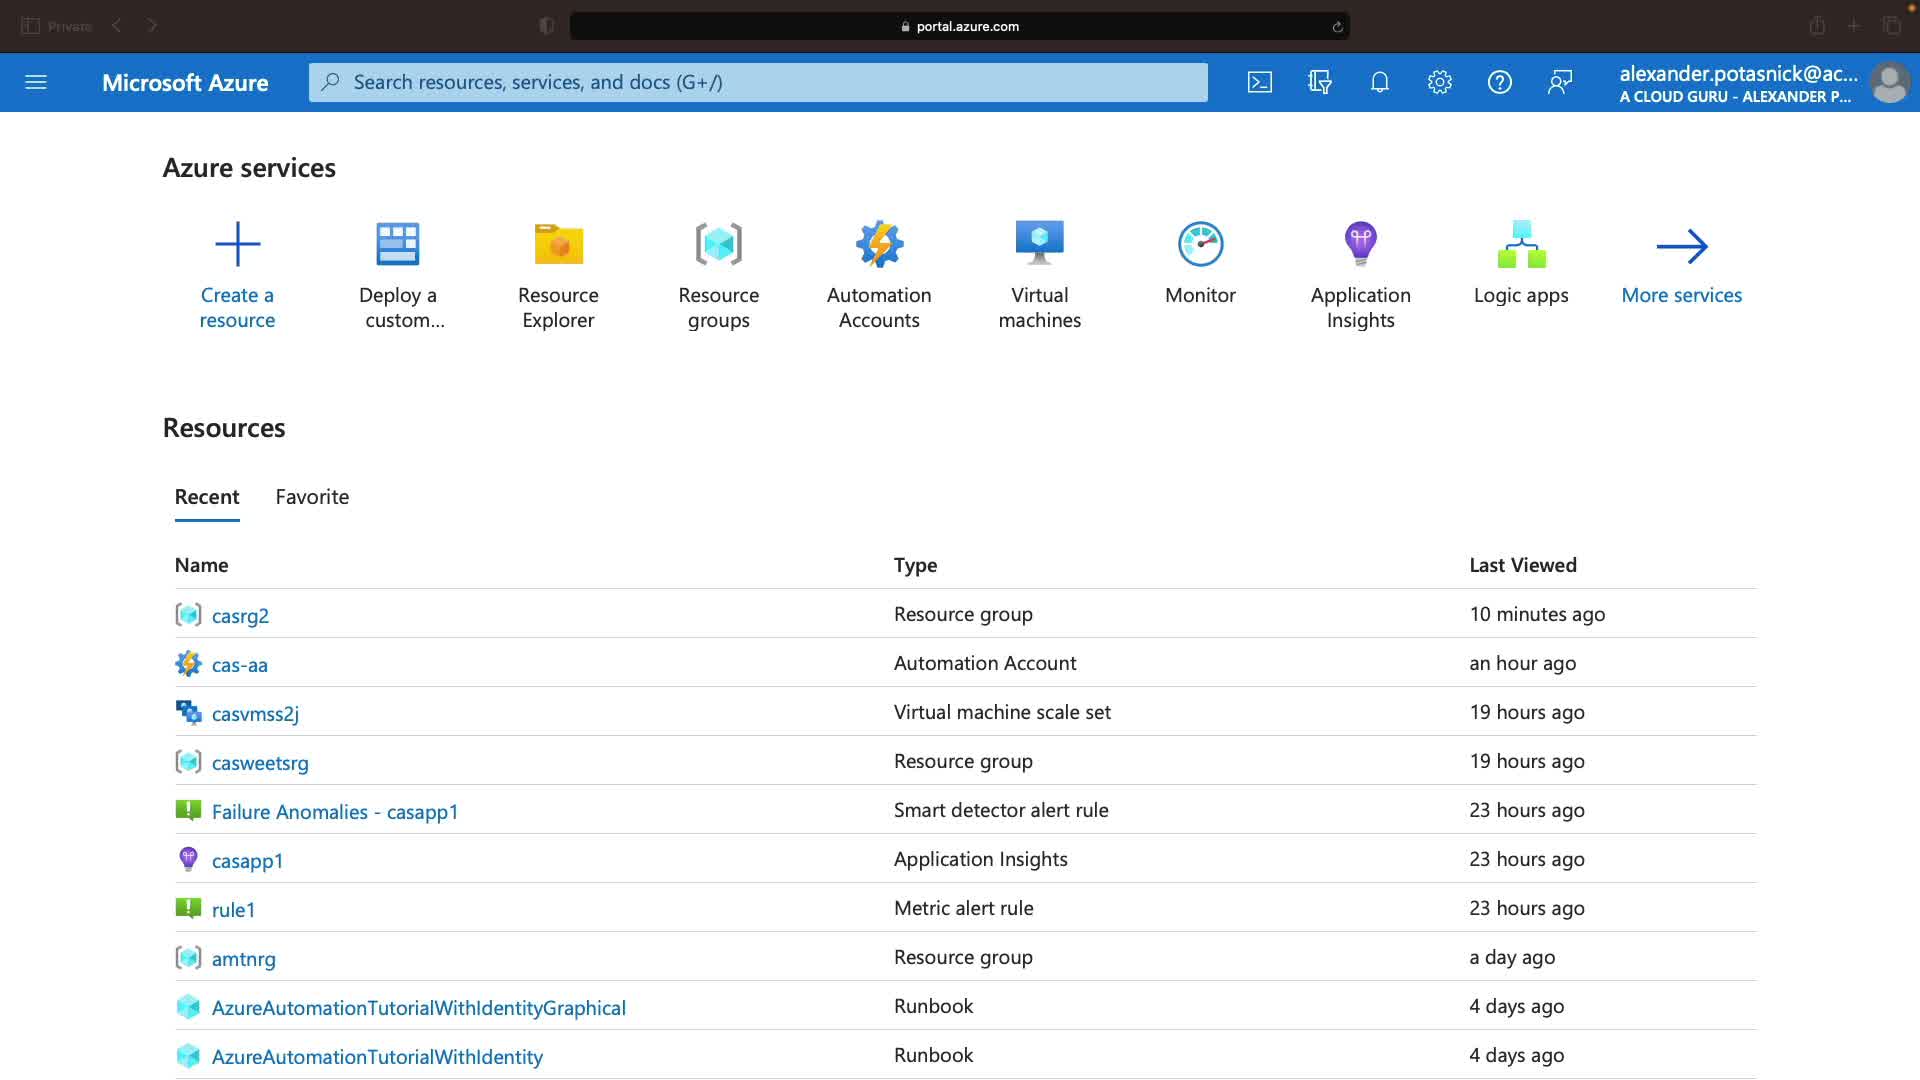 Private
portal.azure.com
Microsoft Azure
Search resources, services, and docs (G+/)
alexander.potasnick@ac...
A CLOUD GURU - ALEXANDER P...
Azure services
Create a resource
Deploy a custom...
Resource Explorer
Resource groups
Automation Accounts
Virtual machines
Monitor
Application Insights
Logic apps
More services
Resources
Recent Favorite
Name Type Last Viewed
casrg2 Resource group 10 minutes ago
cas-aa Automation Account an hour ago
casvmss2j Virtual machine scale set 19 hours ago
casweetsrg Resource group 19 hours ago
Failure Anomalies - casapp1 Smart detector alert rule 23 hours ago
casapp1 Application Insights 23 hours ago
rule1 Metric alert rule 23 hours ago
amtnrg Resource group a day ago
AzureAutomationTutorialWithIdentityGraphical Runbook 4 days ago
AzureAutomationTutorialWithIdentity Runbook 4 days ago